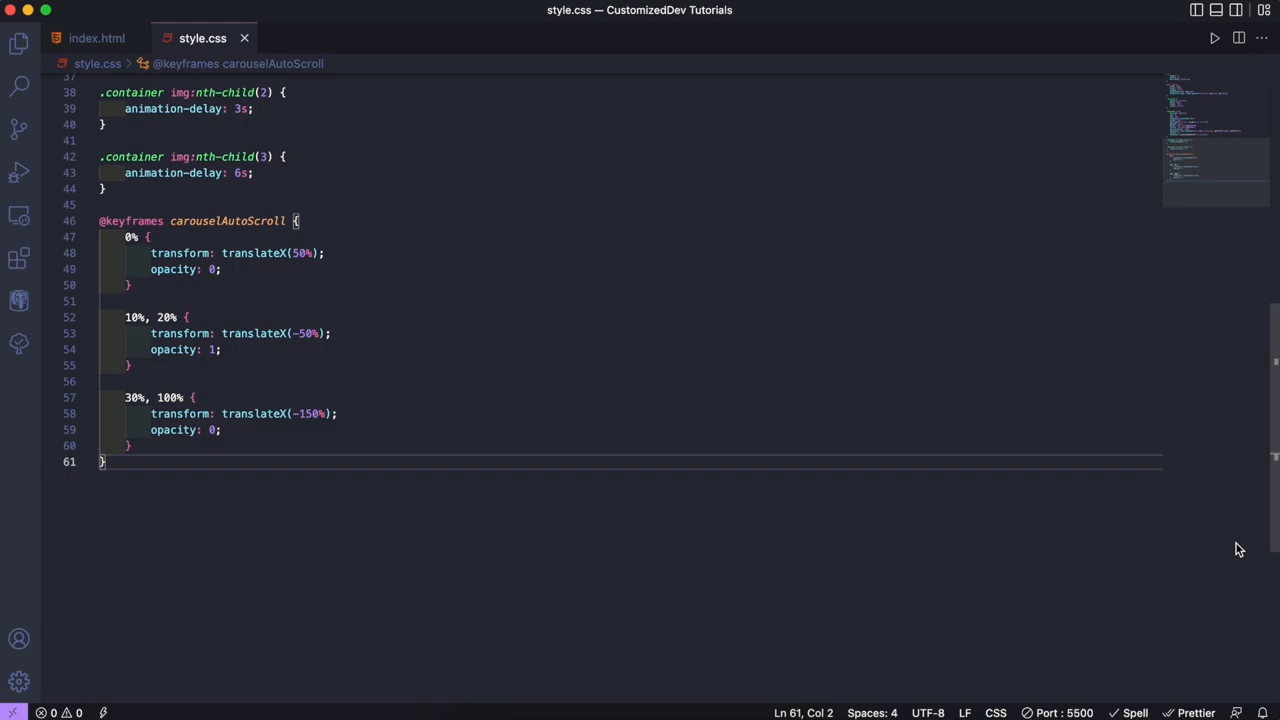 style.css — CustomizedDev Tutorials
index.html
style.css
style.css > @keyframes carouselAutoScroll
37
38 .container img:nth-child(2) {
39 animation-delay: 3s;
40 }
41
42 .container img:nth-child(3) {
43 animation-delay: 6s;
44 }
45
46 @keyframes carouselAutoScroll {
47 0% {
48 transform: translateX(50%);
49 opacity: 0;
50 }
51
52 10%, 20% {
53 transform: translateX(-50%);
54 opacity: 1;
55 }
56
57 30%, 100% {
58 transform: translateX(-150%);
59 opacity: 0;
60 }
61 }
0 0 Ln 61, Col 2 Spaces: 4 UTF-8 LF CSS Port : 5500 Spell Prettier